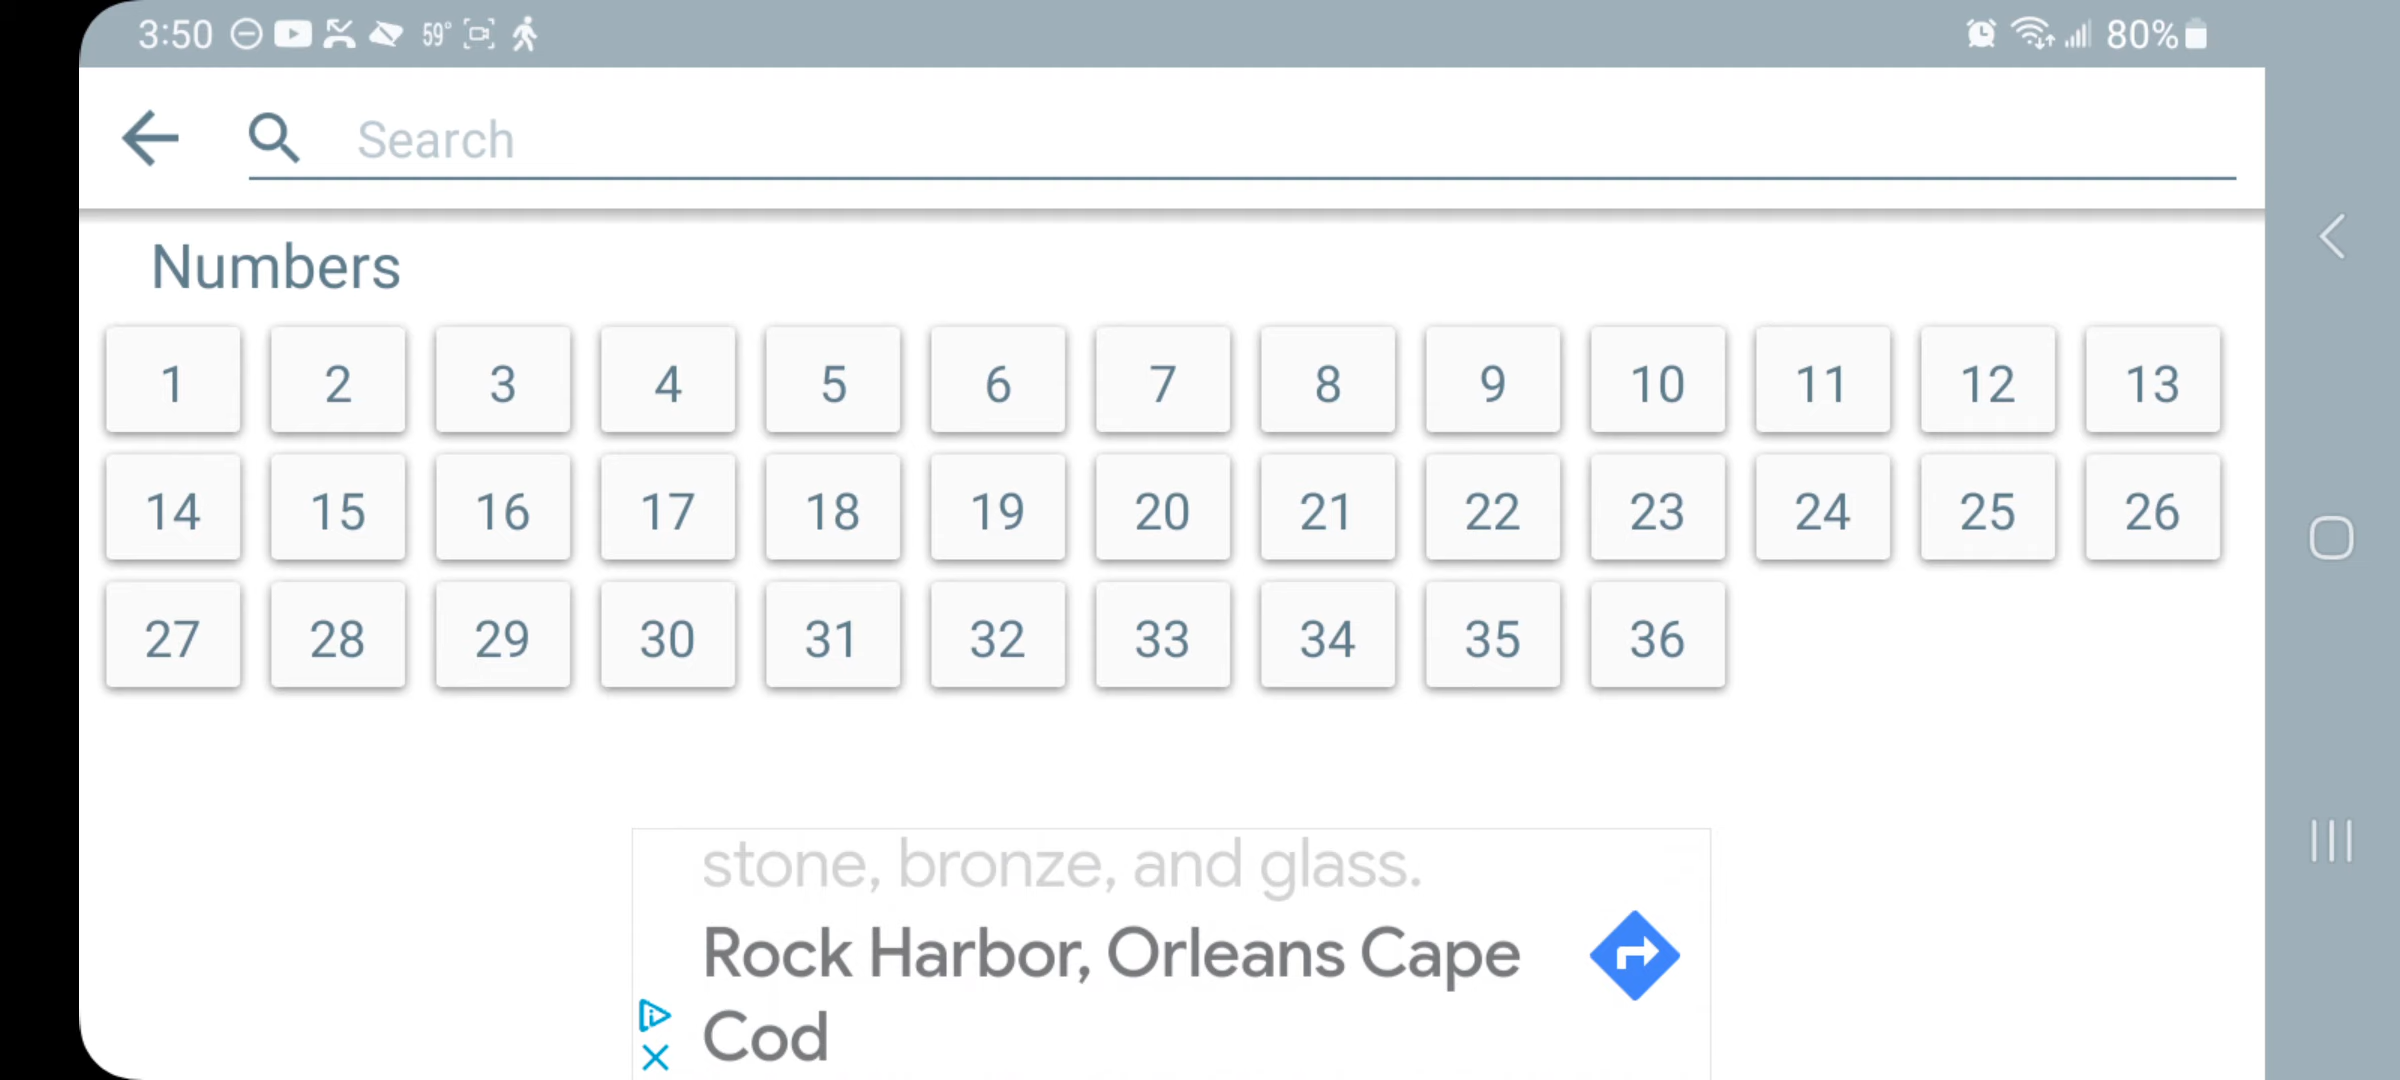 3:50 59° 80%
Search
Numbers
1 2 3 4 5 6 7 8 9 10 11 12 13
14 15 16 17 18 19 20 21 22 23 24 25 26
27 28 29 30 31 32 33 34 35 36
stone, bronze, and glass.
Rock Harbor, Orleans Cape
Cod